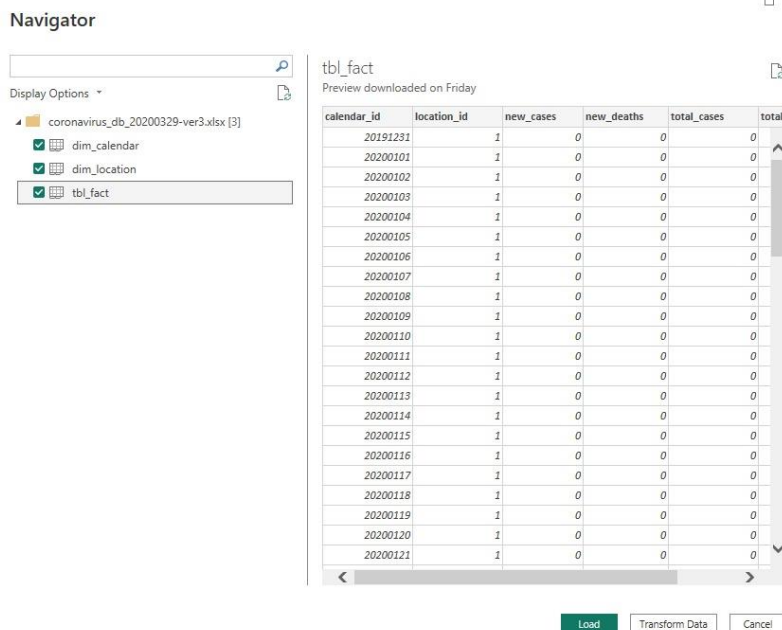 Navigator
Display Options
coronavirus_db_20200329-ver3.xlsx [3]
dim_calendar
dim_location
tbl_fact
tbl_fact
Preview downloaded on Friday
calendar_id location_id new_cases new_deaths total_cases total
20191231 1 0 0 0
20200101 1 0 0 0
20200102 1 0 0 0
20200103 1 0 0 0
20200104 1 0 0 0
20200105 1 0 0 0
20200106 1 0 0 0
20200107 1 0 0 0
20200108 1 0 0 0
20200109 1 0 0 0
20200110 1 0 0 0
20200111 1 0 0 0
20200112 1 0 0 0
20200113 1 0 0 0
20200114 1 0 0 0
20200115 1 0 0 0
20200116 1 0 0 0
20200117 1 0 0 0
20200118 1 0 0 0
20200119 1 0 0 0
20200120 1 0 0 0
20200121 1 0 0 0
Load Transform Data Cancel